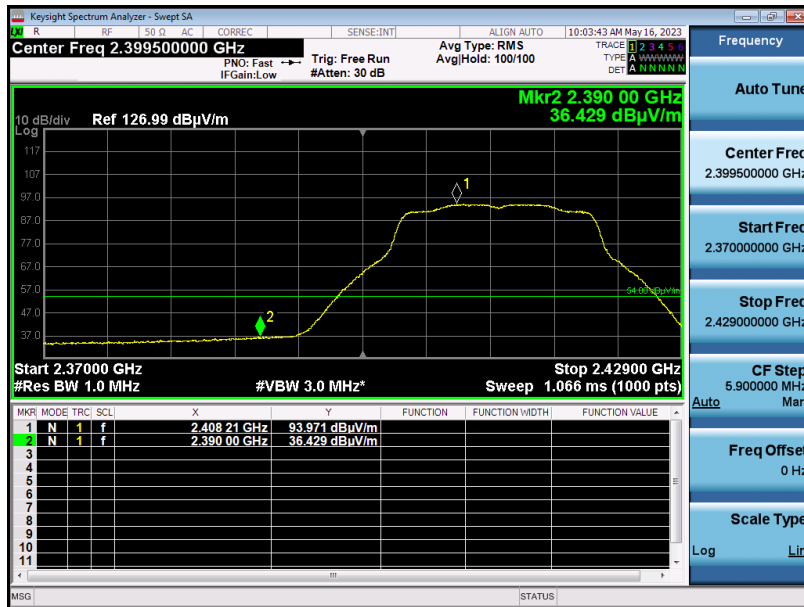 Keysight Spectrum Analyzer - Swept SA
LXI R RF 50 Ω AC CORREC SENSE:INT ALIGN AUTO 10:03:43 AM May 16, 2023
Center Freq 2.399500000 GHz
PNO: Fast
IFGain:Low
Trig: Free Run
#Atten: 30 dB
Avg Type: RMS
Avg|Hold: 100/100
TRACE 1 2 3 4 5 6
TYPE A WWWWW
DET A N N N N N
Mkr2 2.390 00 GHz
36.429 dBµV/m
10 dB/div Ref 126.99 dBµV/m
Log
117
107
97.0
87.0
77.0
67.0
57.0
47.0
37.0
1
2
54.00 dBµV/m
Start 2.37000 GHz Stop 2.42900 GHz
#Res BW 1.0 MHz #VBW 3.0 MHz* Sweep 1.066 ms (1000 pts)
MKR MODE TRC SCL X Y FUNCTION FUNCTION WIDTH FUNCTION VALUE
1 N 1 f 2.408 21 GHz 93.971 dBµV/m
2 N 1 f 2.390 00 GHz 36.429 dBµV/m
3
4
5
6
7
8
9
10
11
MSG STATUS
Frequency
Auto Tune
Center Freq
2.399500000 GHz
Start Freq
2.370000000 GHz
Stop Freq
2.429000000 GHz
CF Step
5.900000 MHz
Auto Man
Freq Offset
0 Hz
Scale Type
Log Lin